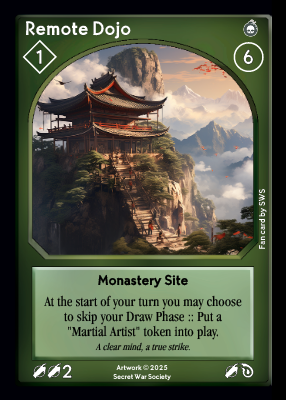 Remote Dojo
1
6
Fan card by SWS
Monastery Site
At the start of your turn you may choose
to skip your Draw Phase :: Put a
"Martial Artist" token into play.
A clear mind, a true strike.
2
Artwork © 2025
Secret War Society